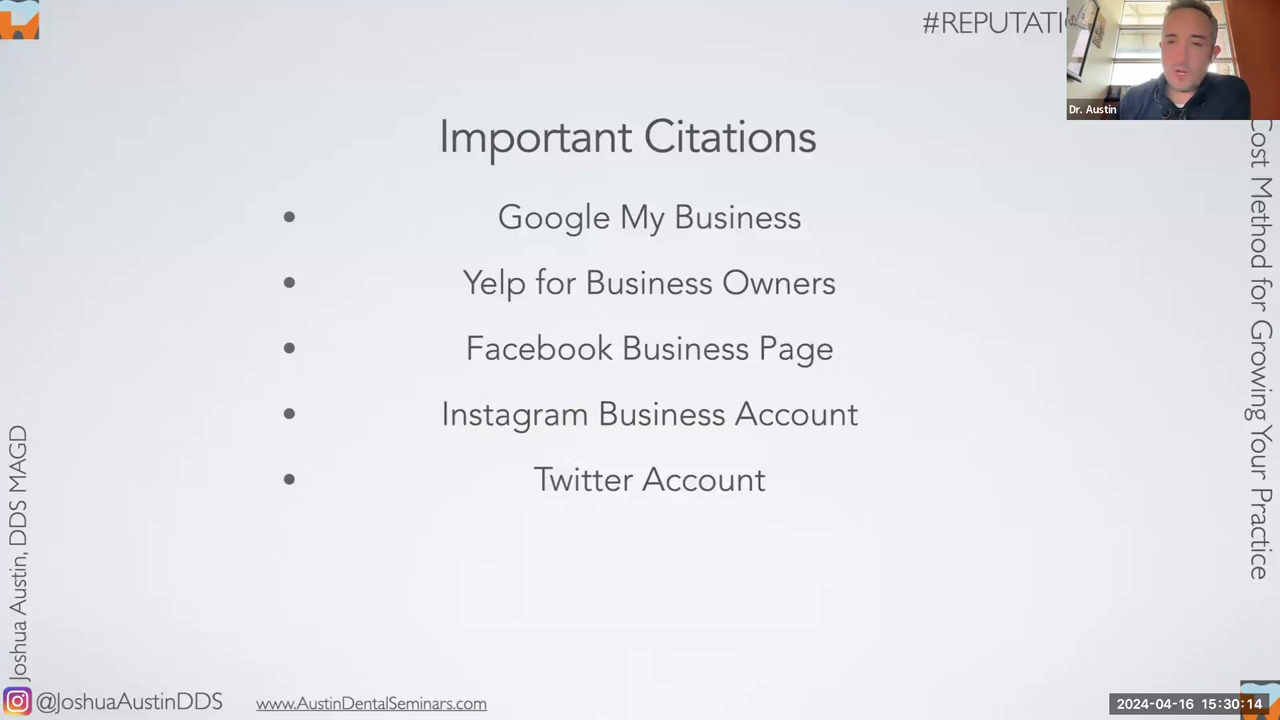 #REPUTATI
Dr. Austin
Important Citations
• Google My Business
• Yelp for Business Owners
• Facebook Business Page
• Instagram Business Account
• Twitter Account
Cost Method for Growing Your Practice
Joshua Austin, DDS MAGD
@JoshuaAustinDDS
www.AustinDentalSeminars.com
2024-04-16 15:30:14